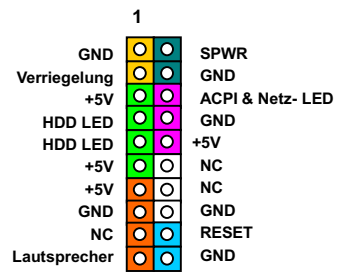 1
GND SPWR
Verriegelung GND
+5V ACPI & Netz- LED
HDD LED GND
HDD LED +5V
+5V NC
+5V NC
GND GND
NC RESET
Lautsprecher GND